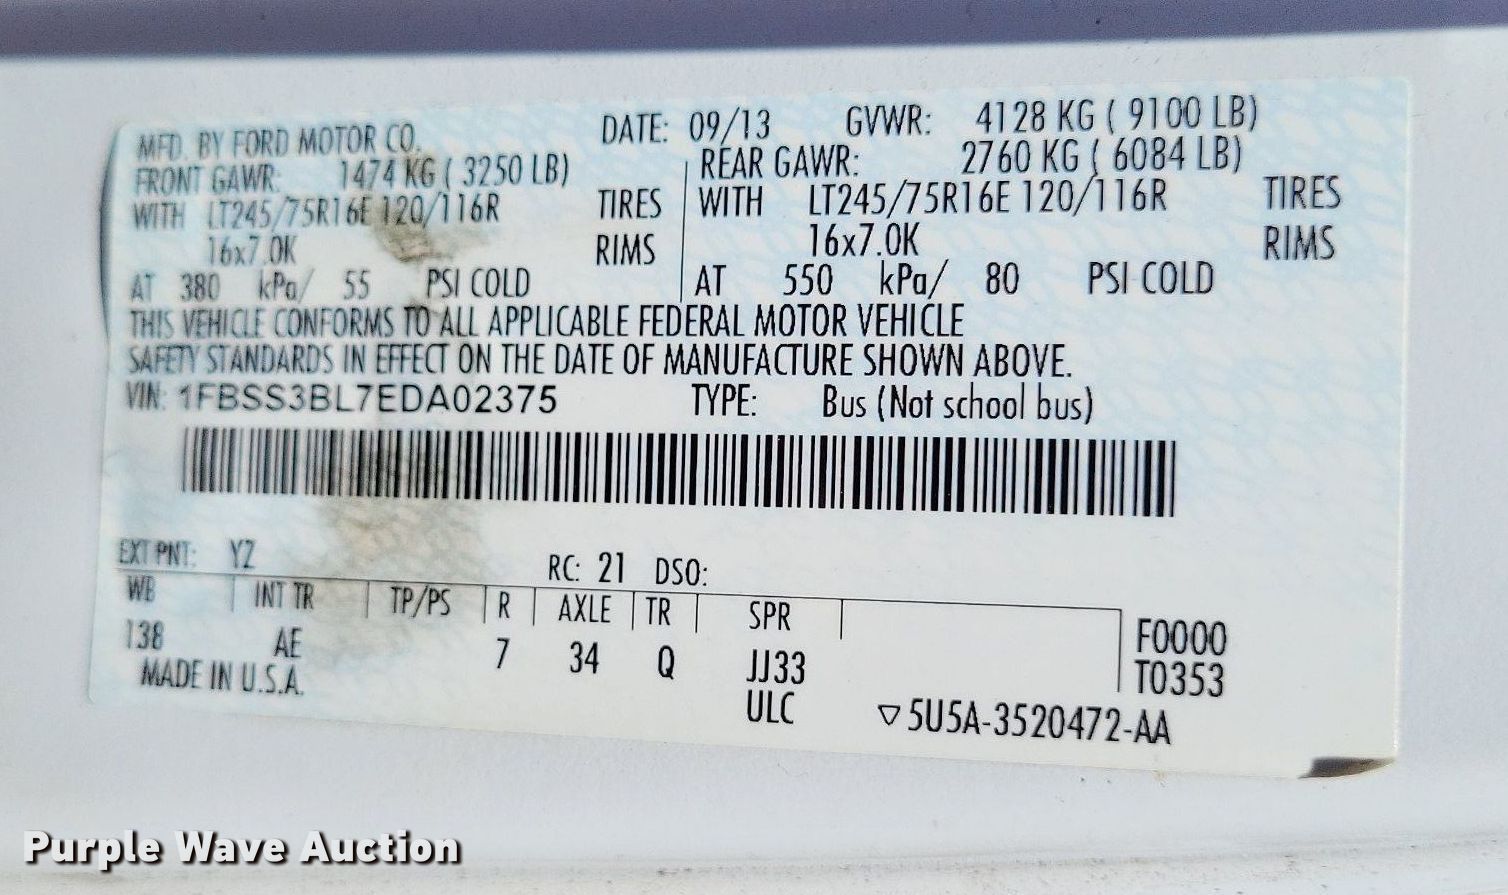 MFD. BY FORD MOTOR CO. DATE: 09/13 GVWR: 4128 KG ( 9100 LB)
FRONT GAWR: 1474 KG ( 3250 LB) REAR GAWR: 2760 KG ( 6084 LB)
WITH LT245/75R16E 120/116R TIRES WITH LT245/75R16E 120/116R TIRES
16x7.0K RIMS 16x7.0K RIMS
AT 380 kPa/ 55 PSI COLD AT 550 kPa/ 80 PSI COLD
THIS VEHICLE CONFORMS TO ALL APPLICABLE FEDERAL MOTOR VEHICLE
SAFETY STANDARDS IN EFFECT ON THE DATE OF MANUFACTURE SHOWN ABOVE.
VIN: 1FBSS3BL7EDA02375 TYPE: Bus (Not school bus)
EXT PNT: YZ RC: 21 DSO:
WB INT TR TP/PS R AXLE TR SPR F0000
138 AE 7 34 Q JJ33 T0353
MADE IN U.S.A. ULC ▽5U5A-3520472-AA
Purple Wave Auction